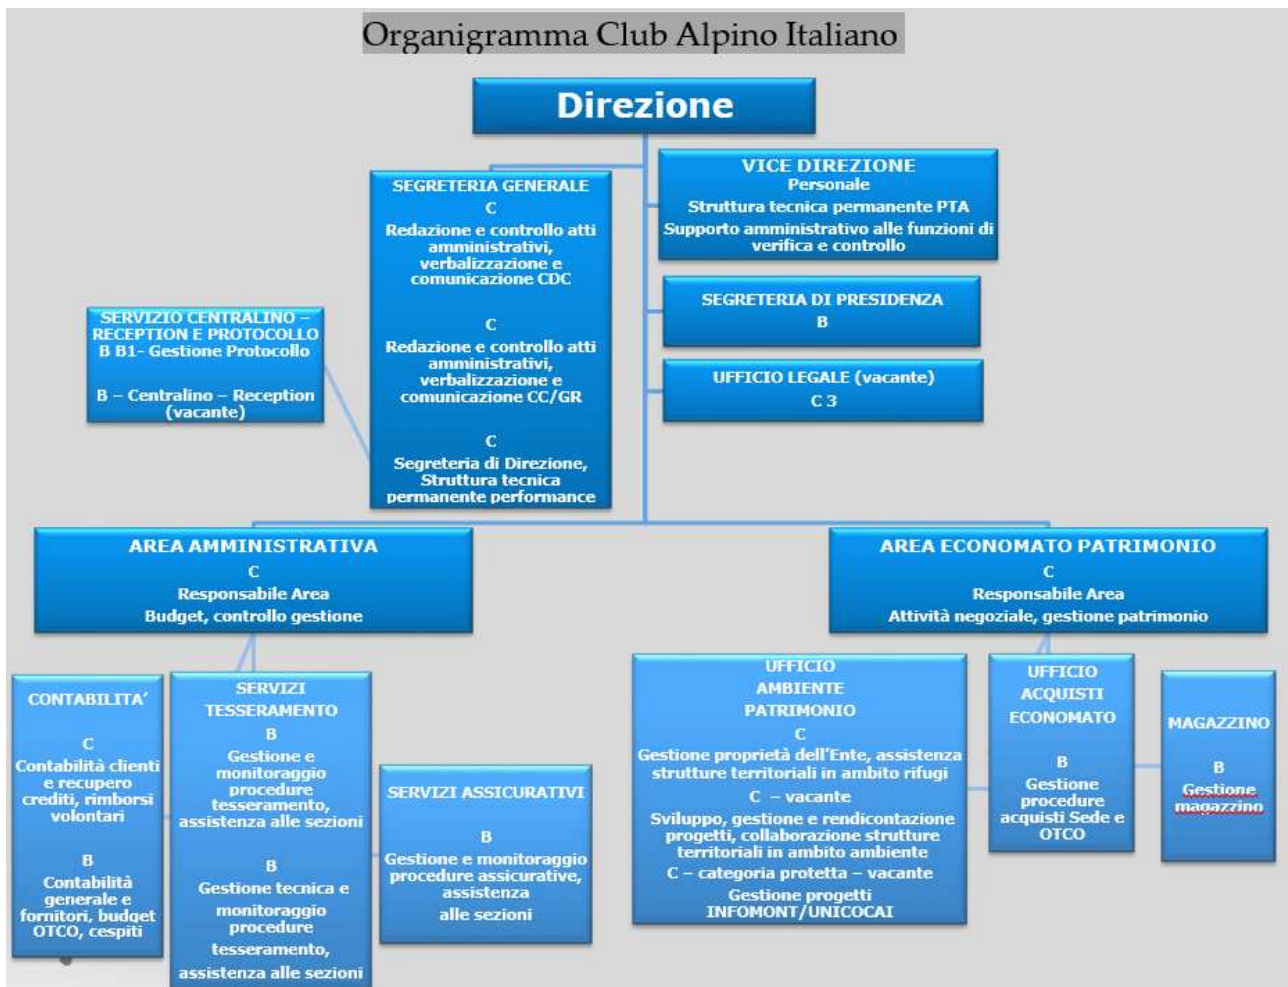 Organigramma Club Alpino Italiano
Direzione
VICE DIREZIONE
Personale
Struttura tecnica permanente PTA
Supporto amministrativo alle funzioni di
verifica e controllo
SEGRETERIA GENERALE
C
Redazione e controllo atti
amministrativi,
verbalizzazione e
comunicazione CDC
C
Redazione e controllo atti
amministrativi,
verbalizzazione e
comunicazione CC/GR
C
Segreteria di Direzione,
Struttura tecnica
permanente performance
SEGRETERIA DI PRESIDENZA
B
UFFICIO LEGALE (vacante)
C 3
SERVIZIO CENTRALINO –
RECEPTION E PROTOCOLLO
B B1- Gestione Protocollo
B – Centralino – Reception
(vacante)
AREA AMMINISTRATIVA
C
Responsabile Area
Budget, controllo gestione
AREA ECONOMATO PATRIMONIO
C
Responsabile Area
Attività negoziale, gestione patrimonio
CONTABILITA’
C
Contabilità clienti
e recupero
crediti, rimborsi
volontari
B
Contabilità
generale e
fornitori, budget
OTCO, cespiti
SERVIZI
TESSERAMENTO
B
Gestione e
monitoraggio
procedure
tesseramento,
assistenza alle sezioni
B
Gestione tecnica e
monitoraggio
procedure
tesseramento,
assistenza alle sezioni
SERVIZI ASSICURATIVI
B
Gestione e monitoraggio
procedure assicurative,
assistenza
alle sezioni
UFFICIO
AMBIENTE
PATRIMONIO
C
Gestione proprietà dell'Ente, assistenza
strutture territoriali in ambito rifugi
C – vacante
Sviluppo, gestione e rendicontazione
progetti, collaborazione strutture
territoriali in ambito ambiente
C – categoria protetta – vacante
Gestione progetti
INFOMONT/UNICOCAI
UFFICIO
ACQUISTI
ECONOMATO
B
Gestione
procedure
acquisti Sede e
OTCO
MAGAZZINO
B
Gestione
magazzino